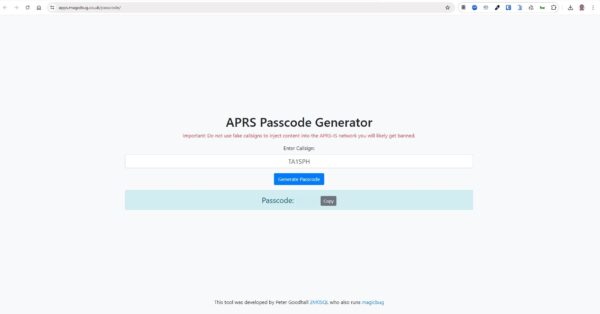 apps.magicbug.co.uk/passcode/
APRS Passcode Generator
Important! Do not use fake callsigns to inject content into the APRS-IS network you will likely get banned.
Enter Callsign:
TA1SPH
Generate Passcode
Passcode:
Copy
This tool was developed by Peter Goodhall 2M0SQL who also runs magicbug